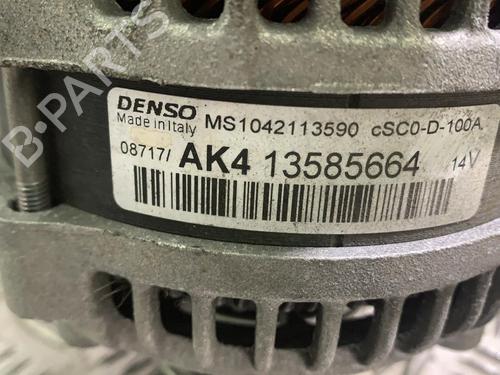 B-PARTS
DENSO
Made in Italy
MS1042113590 cSC0-D-100A
08717/ AK4 13585664 14V